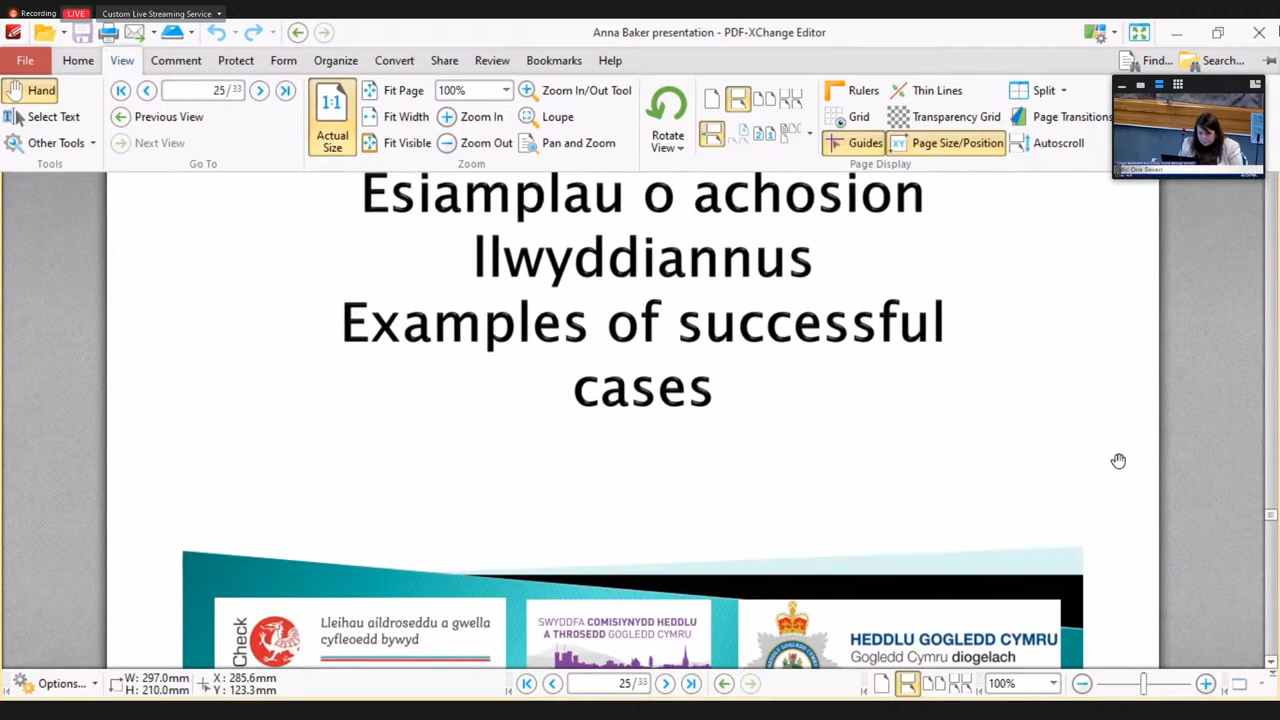 Recording
LIVE
Custom Live Streaming Service
Anna Baker presentation - PDF-XChange Editor
File
Home
View
Comment
Protect
Form
Organize
Convert
Share
Review
Bookmarks
Help
Find...
Search...
Hand
Select Text
Other Tools
Tools
25 / 33
Previous View
Next View
Go To
1:1
Actual Size
Fit Page
Fit Width
Fit Visible
100%
Zoom In
Zoom Out
Zoom In/Out Tool
Loupe
Pan and Zoom
Zoom
Rotate View
Rulers
Grid
Guides
Thin Lines
Transparency Grid
Page Size/Position
Page Display
Split
Page Transitions
Autoscroll
Esiamplau o achosion
llwyddiannus
Examples of successful
cases
Check
Lleihau aildroseddu a gwella
cyfleoedd bywyd
SWYDDFA COMISIYNYDD HEDDLU
A THROSEDD GOGLEDD CYMRU
HEDDLU GOGLEDD CYMRU
Gogledd Cymru diogelach
Options...
W: 297.0mm
H: 210.0mm
X: 285.6mm
Y: 123.3mm
25 / 33
100%